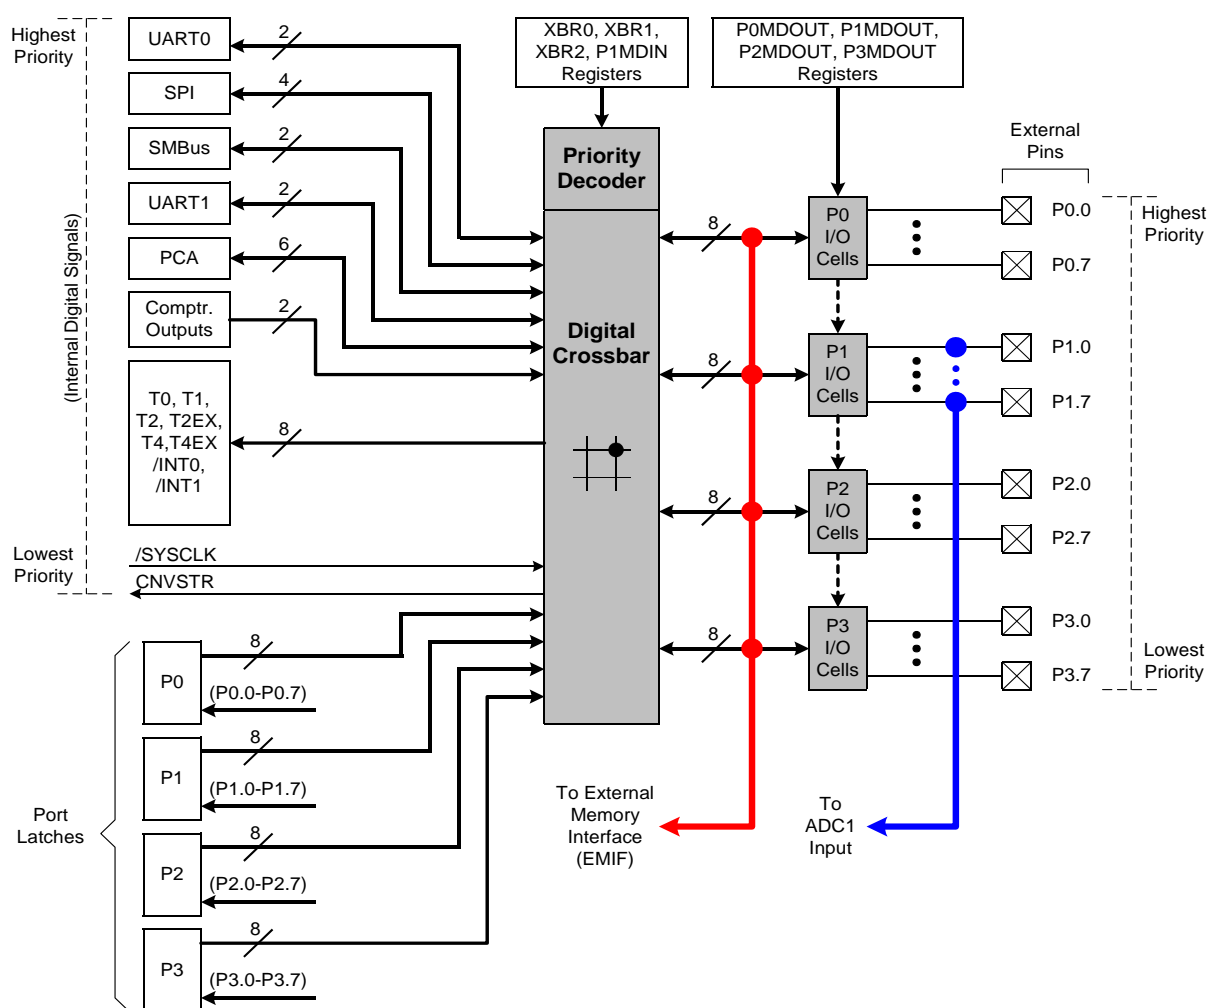 Highest
Priority
(Internal Digital Signals)
Lowest
Priority
UART0
2
SPI
4
SMBus
2
UART1
2
PCA
6
Comptr.
Outputs
2
T0, T1,
T2, T2EX,
T4,T4EX
/INT0,
/INT1
8
/SYSCLK
CNVSTR
XBR0, XBR1,
XBR2, P1MDIN
Registers
P0MDOUT, P1MDOUT,
P2MDOUT, P3MDOUT
Registers
Priority
Decoder
Digital
Crossbar
8
8
8
8
P0
I/O
Cells
P1
I/O
Cells
P2
I/O
Cells
P3
I/O
Cells
External
Pins
P0.0
P0.7
P1.0
P1.7
P2.0
P2.7
P3.0
P3.7
Highest
Priority
Lowest
Priority
Port
Latches
P0
8
(P0.0-P0.7)
P1
8
(P1.0-P1.7)
P2
8
(P2.0-P2.7)
P3
8
(P3.0-P3.7)
To External
Memory
Interface
(EMIF)
To
ADC1
Input